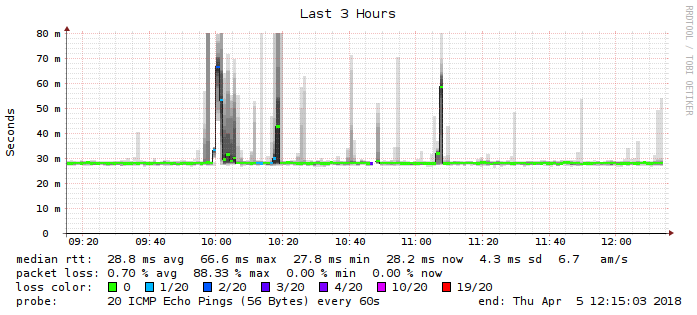 Last 3 Hours
RRDTOOL / TOBI OETIKER
Seconds
80 m
70 m
60 m
50 m
40 m
30 m
20 m
10 m
0
09:20 09:40 10:00 10:20 10:40 11:00 11:20 11:40 12:00
median rtt: 28.8 ms avg 66.6 ms max 27.8 ms min 28.2 ms now 4.3 ms sd 6.7 am/s
packet loss: 0.70 % avg 88.33 % max 0.00 % min 0.00 % now
loss color: 0 1/20 2/20 3/20 4/20 10/20 19/20
probe: 20 ICMP Echo Pings (56 Bytes) every 60s end: Thu Apr 5 12:15:03 2018